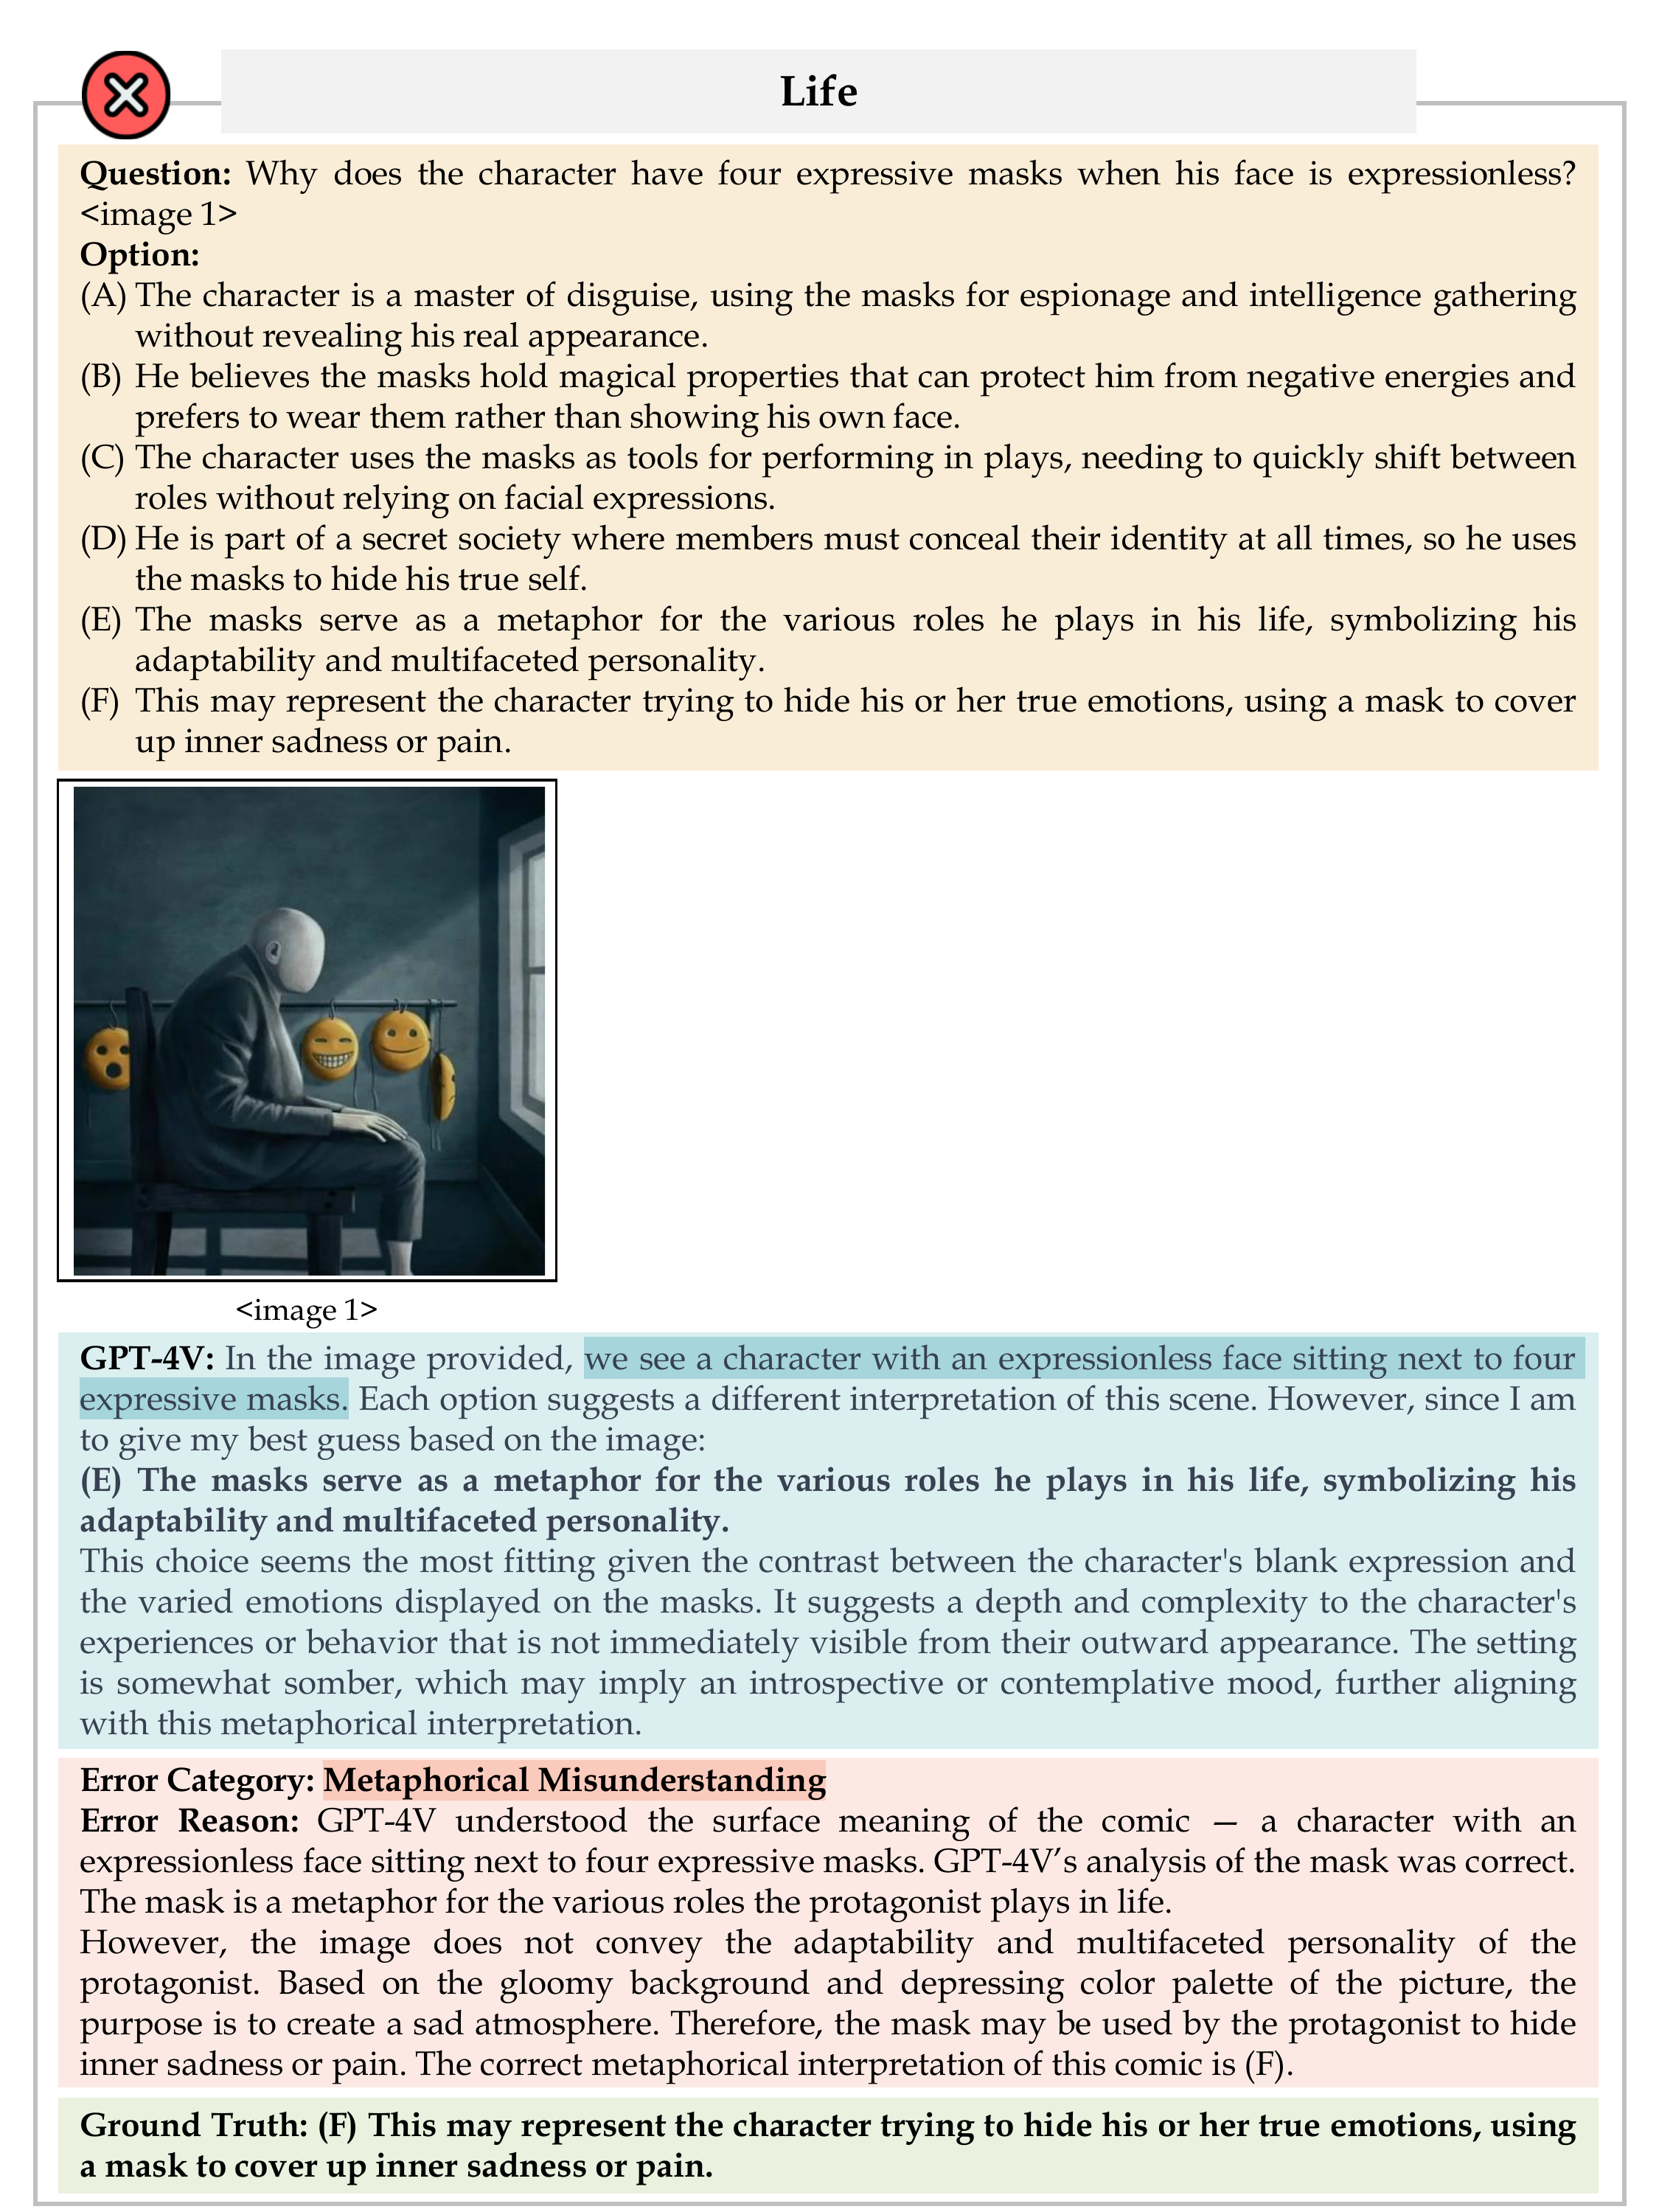 Life
Question: Why does the character have four expressive masks when his face is expressionless?
<image 1>
Option:
(A) The character is a master of disguise, using the masks for espionage and intelligence gathering
without revealing his real appearance.
(B) He believes the masks hold magical properties that can protect him from negative energies and
prefers to wear them rather than showing his own face.
(C) The character uses the masks as tools for performing in plays, needing to quickly shift between
roles without relying on facial expressions.
(D) He is part of a secret society where members must conceal their identity at all times, so he uses
the masks to hide his true self.
(E) The masks serve as a metaphor for the various roles he plays in his life, symbolizing his
adaptability and multifaceted personality.
(F) This may represent the character trying to hide his or her true emotions, using a mask to cover
up inner sadness or pain.
<image 1>
GPT-4V: In the image provided, we see a character with an expressionless face sitting next to four
expressive masks. Each option suggests a different interpretation of this scene. However, since I am
to give my best guess based on the image:
(E) The masks serve as a metaphor for the various roles he plays in his life, symbolizing his
adaptability and multifaceted personality.
This choice seems the most fitting given the contrast between the character's blank expression and
the varied emotions displayed on the masks. It suggests a depth and complexity to the character's
experiences or behavior that is not immediately visible from their outward appearance. The setting
is somewhat somber, which may imply an introspective or contemplative mood, further aligning
with this metaphorical interpretation.
Error Category: Metaphorical Misunderstanding
Error Reason: GPT-4V understood the surface meaning of the comic — a character with an
expressionless face sitting next to four expressive masks. GPT-4V’s analysis of the mask was correct.
The mask is a metaphor for the various roles the protagonist plays in life.
However, the image does not convey the adaptability and multifaceted personality of the
protagonist. Based on the gloomy background and depressing color palette of the picture, the
purpose is to create a sad atmosphere. Therefore, the mask may be used by the protagonist to hide
inner sadness or pain. The correct metaphorical interpretation of this comic is (F).
Ground Truth: (F) This may represent the character trying to hide his or her true emotions, using
a mask to cover up inner sadness or pain.